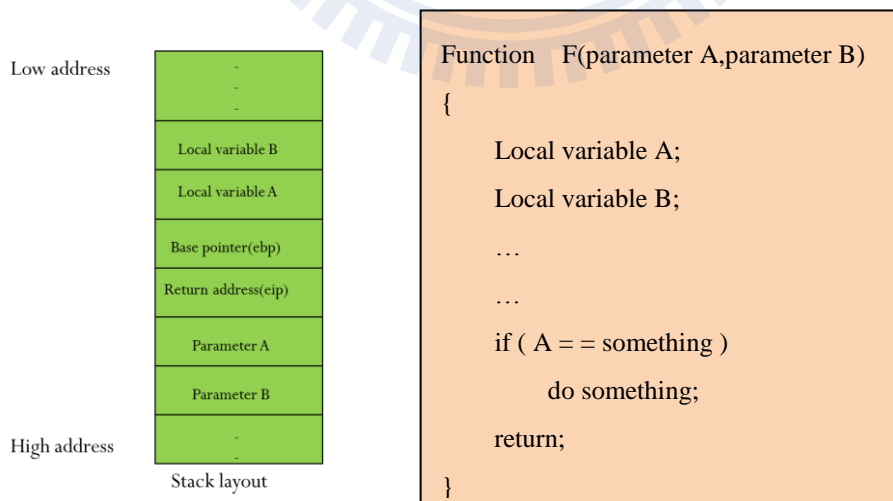 Low address
-
-
-
Local variable B
Local variable A
Base pointer(ebp)
Return address(eip)
Parameter A
Parameter B
-
-
High address
Stack layout
Function F(parameter A,parameter B)
{
Local variable A;
Local variable B;
…
…
if ( A = = something )
do something;
return;
}